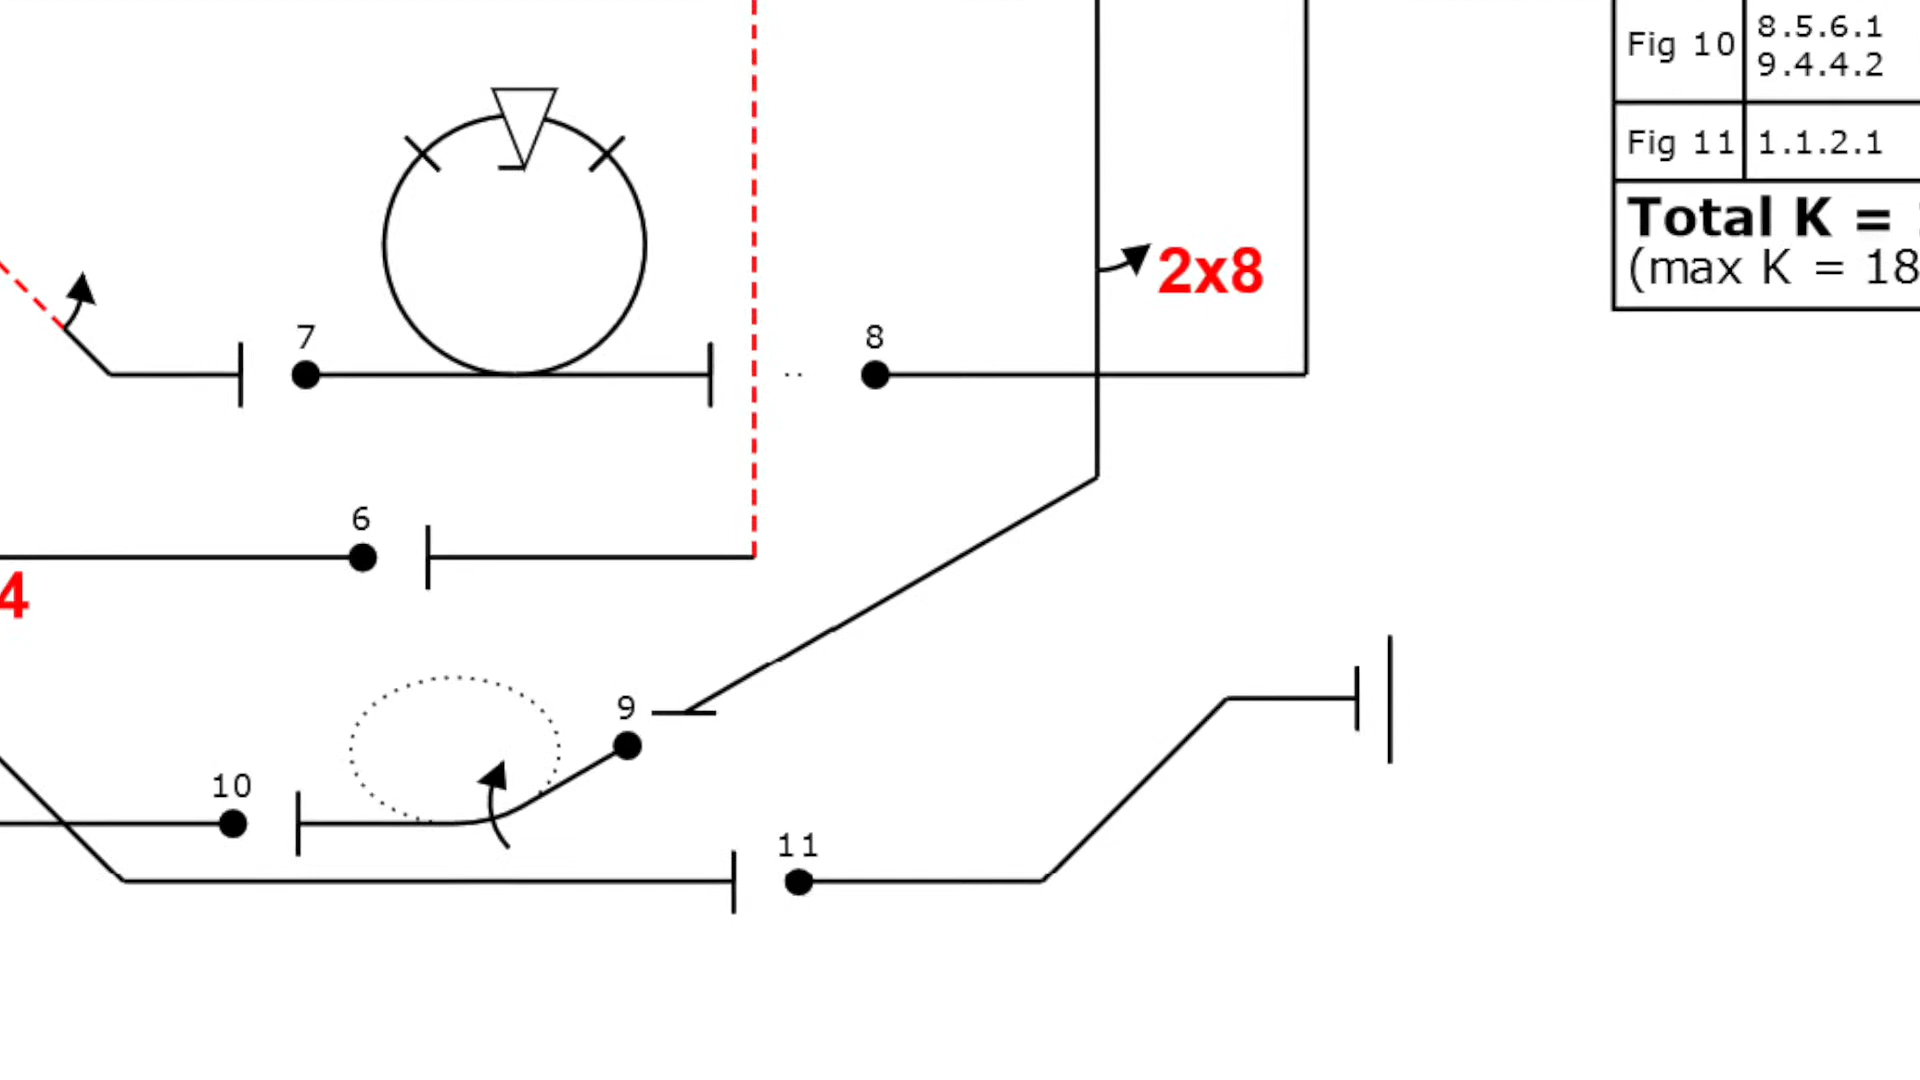 Fig 10
8.5.6.1
9.4.4.2
Fig 11
1.1.2.1
Total K =
(max K = 18
2x8
7
8
6
4
9
10
11